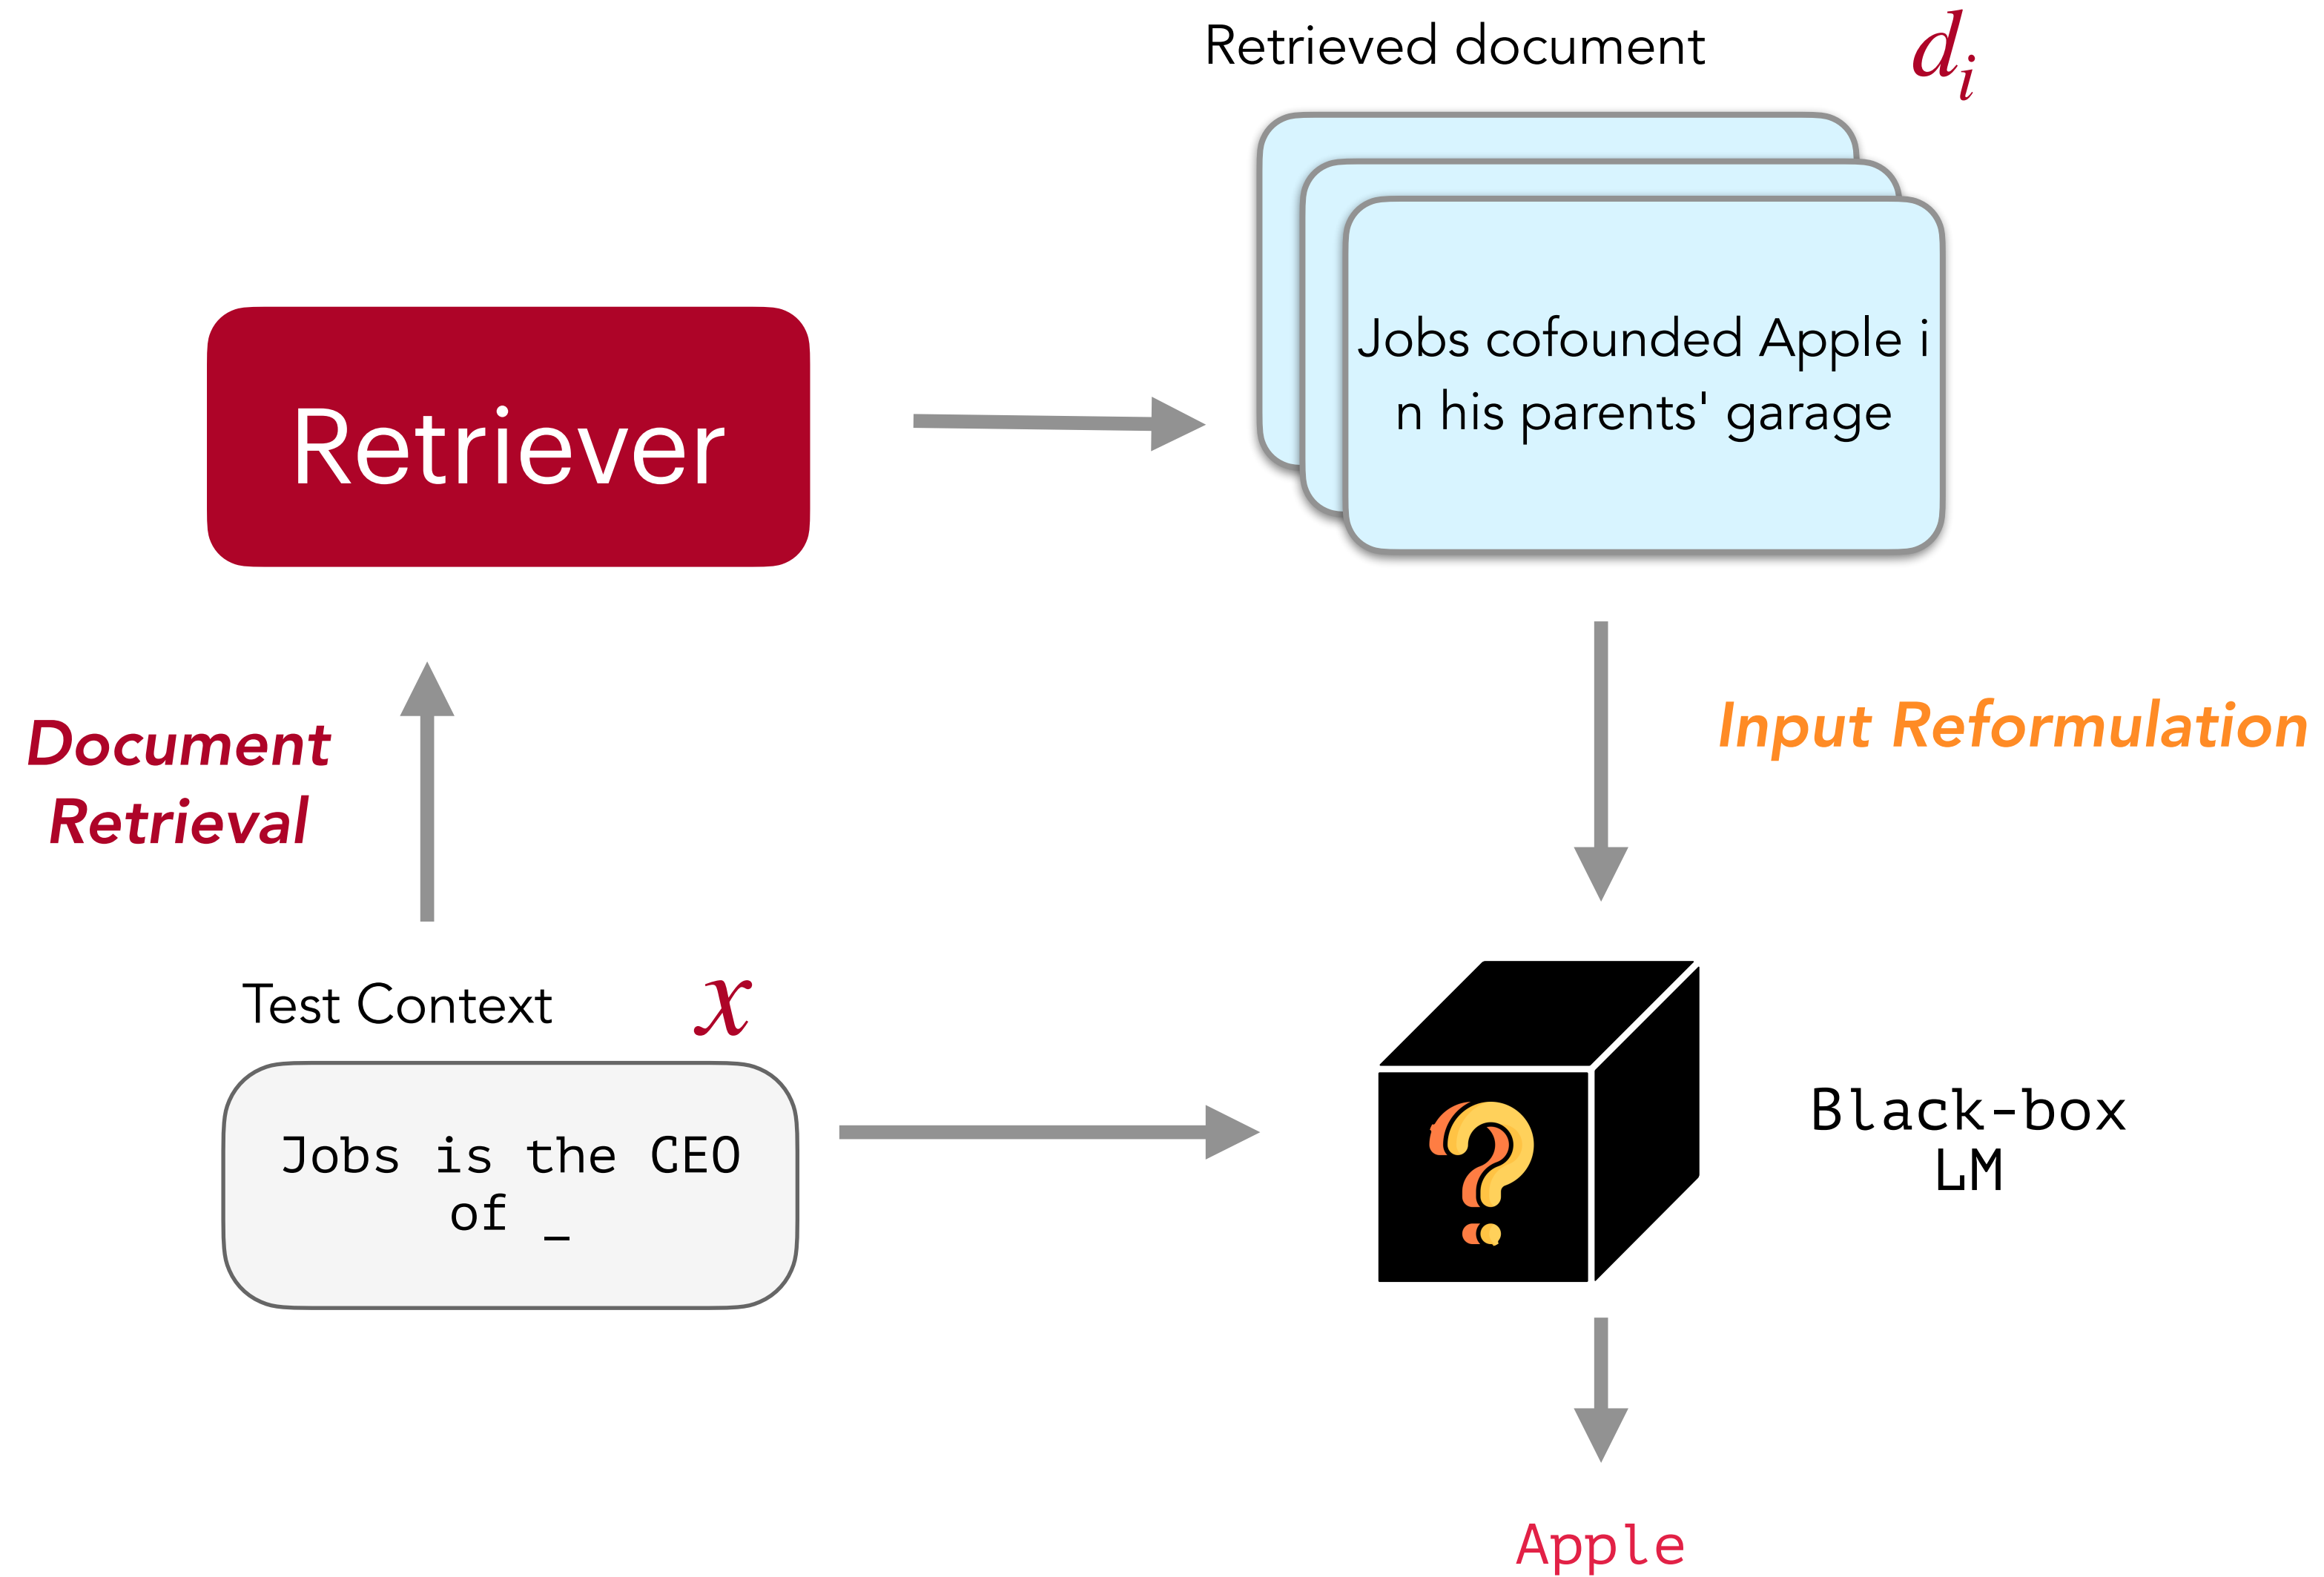 Retrieved document
d_i
Jobs cofounded Apple i
n his parents' garage
Retriever
Document
Retrieval
Input Reformulation
Test Context
x
Jobs is the CEO
of _
?
Black-box
LM
Apple